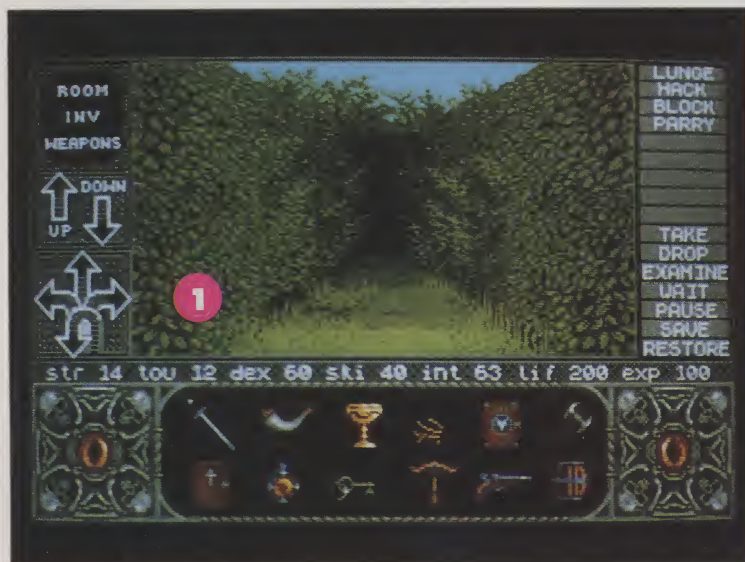 ROOM
INV
WEAPONS
UP
DOWN
1
LUNGE
HACK
BLOCK
PARRY
TAKE
DROP
EXAMINE
WAIT
PAUSE
SAVE
RESTORE
str 14 tou 12 dex 60 ski 40 int 63 lif 200 exp 100